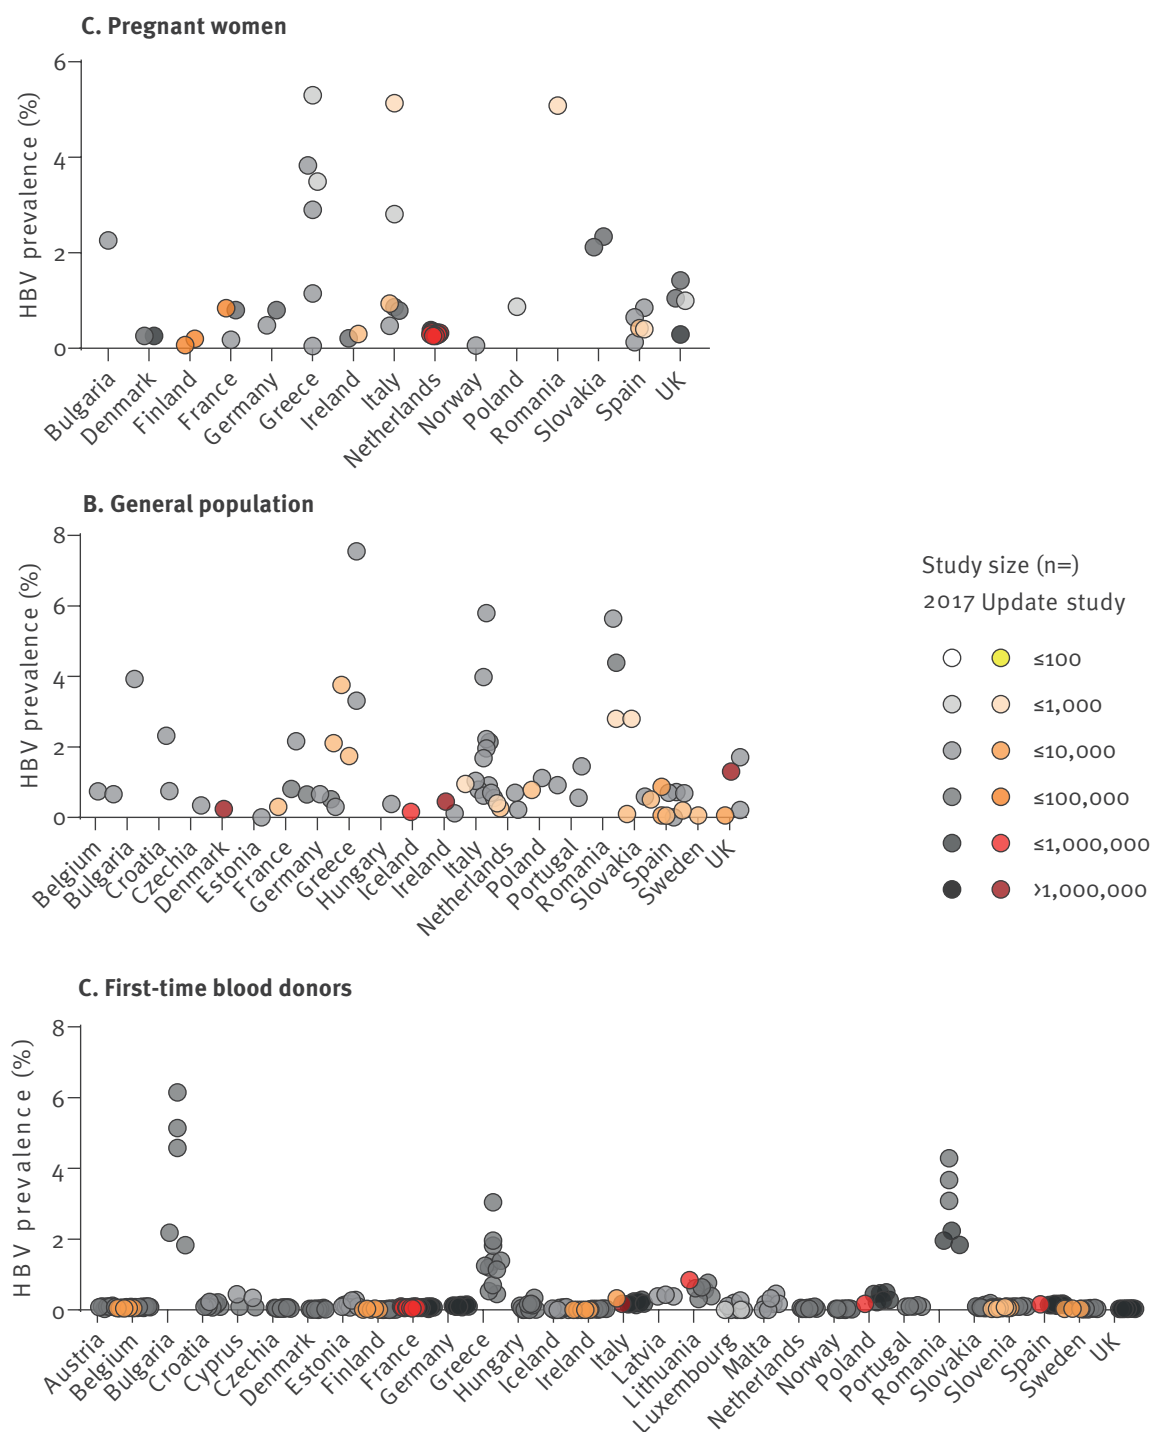 C. Pregnant women
HBV prevalence (%)
6
4
2
0
Bulgaria
Denmark
Finland
France
Germany
Greece
Ireland
Italy
Netherlands
Norway
Poland
Romania
Slovakia
Spain
UK
B. General population
HBV prevalence (%)
8
6
4
2
0
Belgium
Bulgaria
Croatia
Czechia
Denmark
Estonia
France
Germany
Greece
Hungary
Iceland
Ireland
Italy
Netherlands
Poland
Portugal
Romania
Slovakia
Spain
Sweden
UK
Study size (n=)
2017 Update study
≤100
≤1,000
≤10,000
≤100,000
≤1,000,000
>1,000,000
C. First-time blood donors
HBV prevalence (%)
8
6
4
2
0
Austria
Belgium
Bulgaria
Croatia
Cyprus
Czechia
Denmark
Estonia
Finland
France
Germany
Greece
Hungary
Iceland
Ireland
Italy
Latvia
Lithuania
Luxembourg
Malta
Netherlands
Norway
Poland
Portugal
Romania
Slovakia
Slovenia
Spain
Sweden
UK